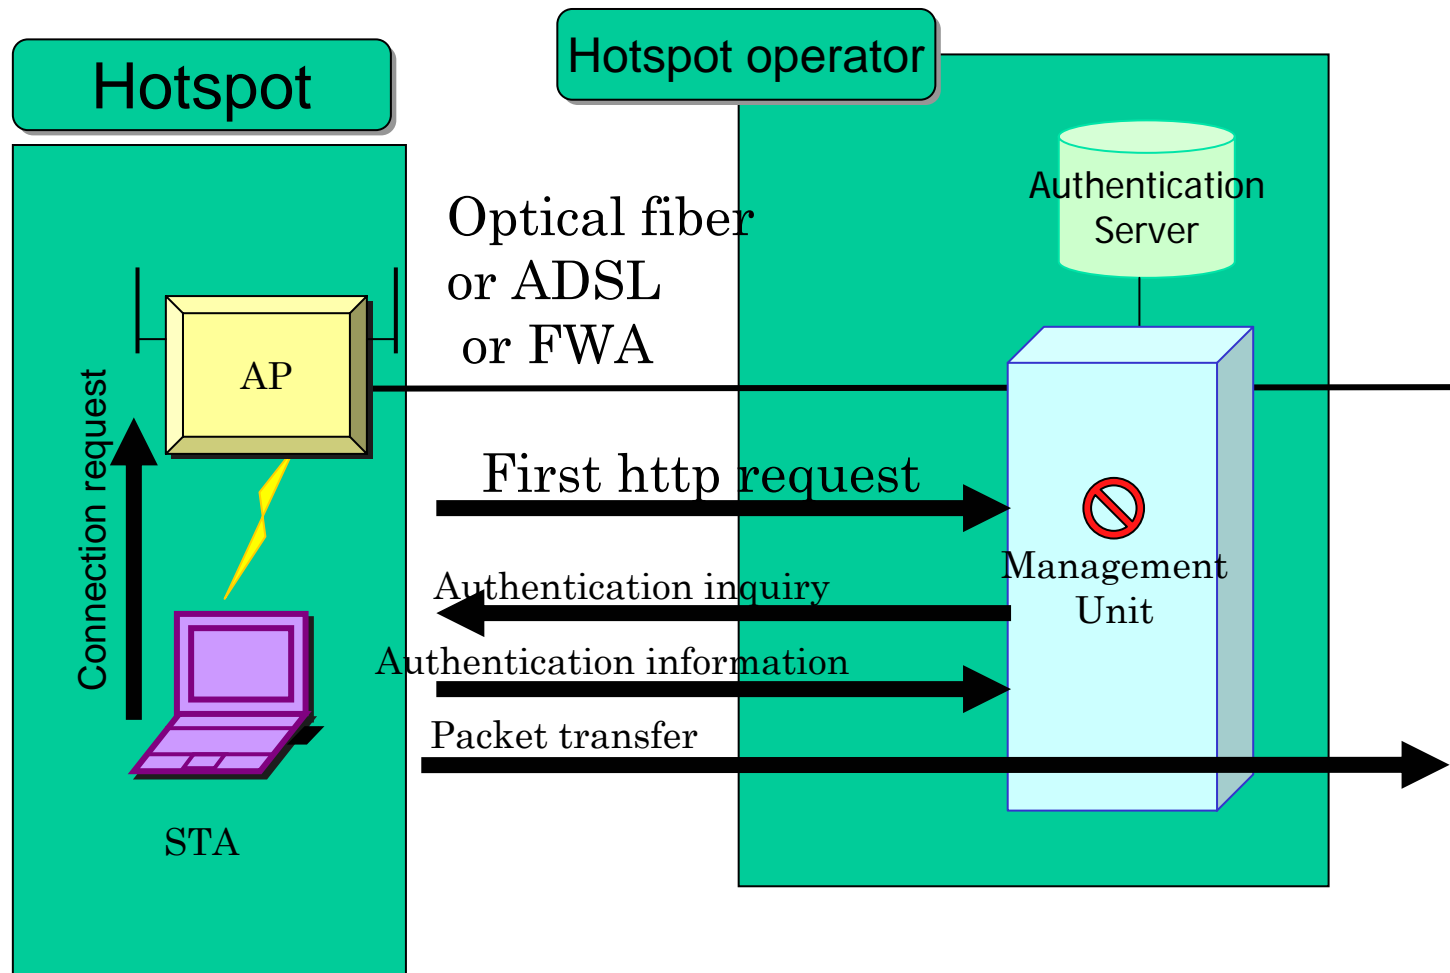 Hotspot
Hotspot operator
Authentication
Server
Optical fiber
or ADSL
or FWA
AP
Connection request
First http request
Management
Unit
Authentication inquiry
Authentication information
Packet transfer
STA